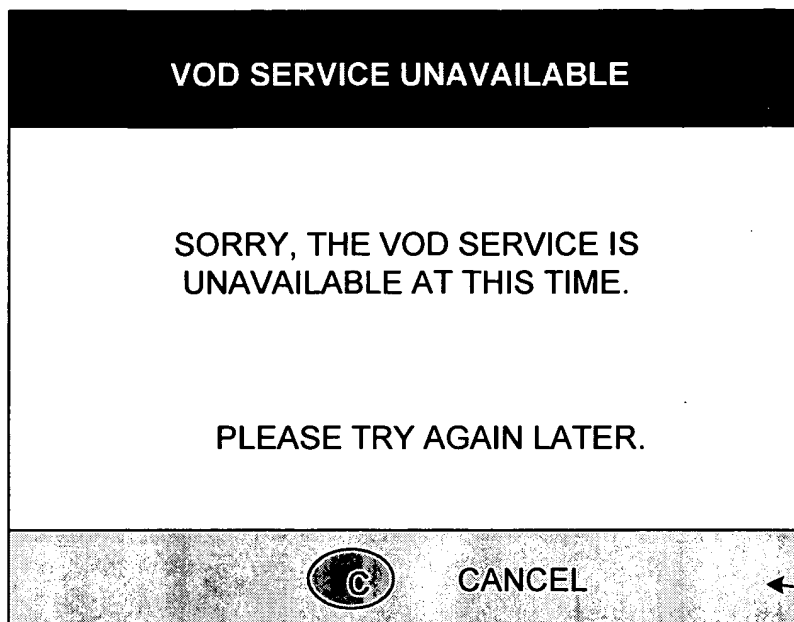 VOD SERVICE UNAVAILABLE
SORRY, THE VOD SERVICE IS
UNAVAILABLE AT THIS TIME.
PLEASE TRY AGAIN LATER.
C CANCEL